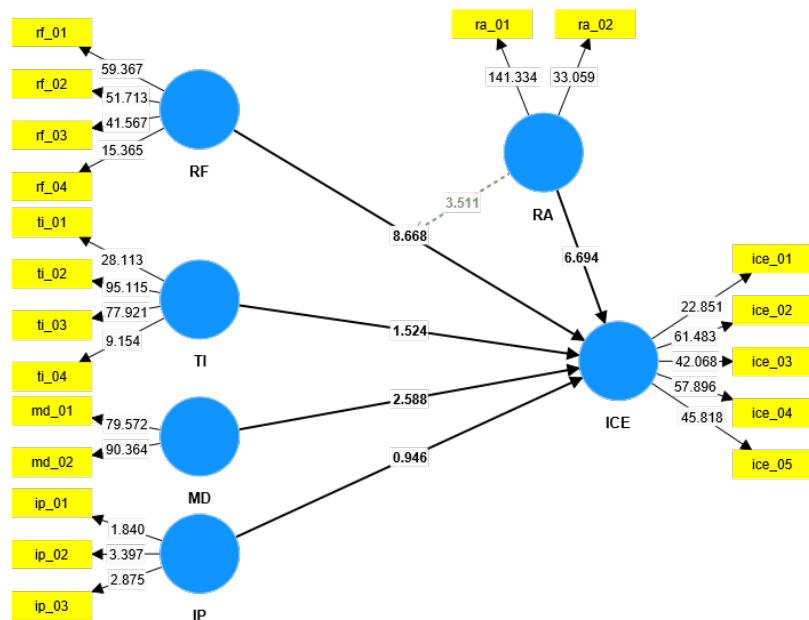 rf_01
rf_02
rf_03
rf_04
59.367
51.713
41.567
15.365
RF
ra_01
ra_02
141.334
33.059
RA
3.511
8.668
6.694
ti_01
ti_02
ti_03
ti_04
28.113
95.115
77.921
9.154
TI
1.524
md_01
md_02
79.572
90.364
MD
2.588
ip_01
ip_02
ip_03
1.840
3.397
2.875
IP
0.946
ICE
22.851
61.483
42.068
57.896
45.818
ice_01
ice_02
ice_03
ice_04
ice_05